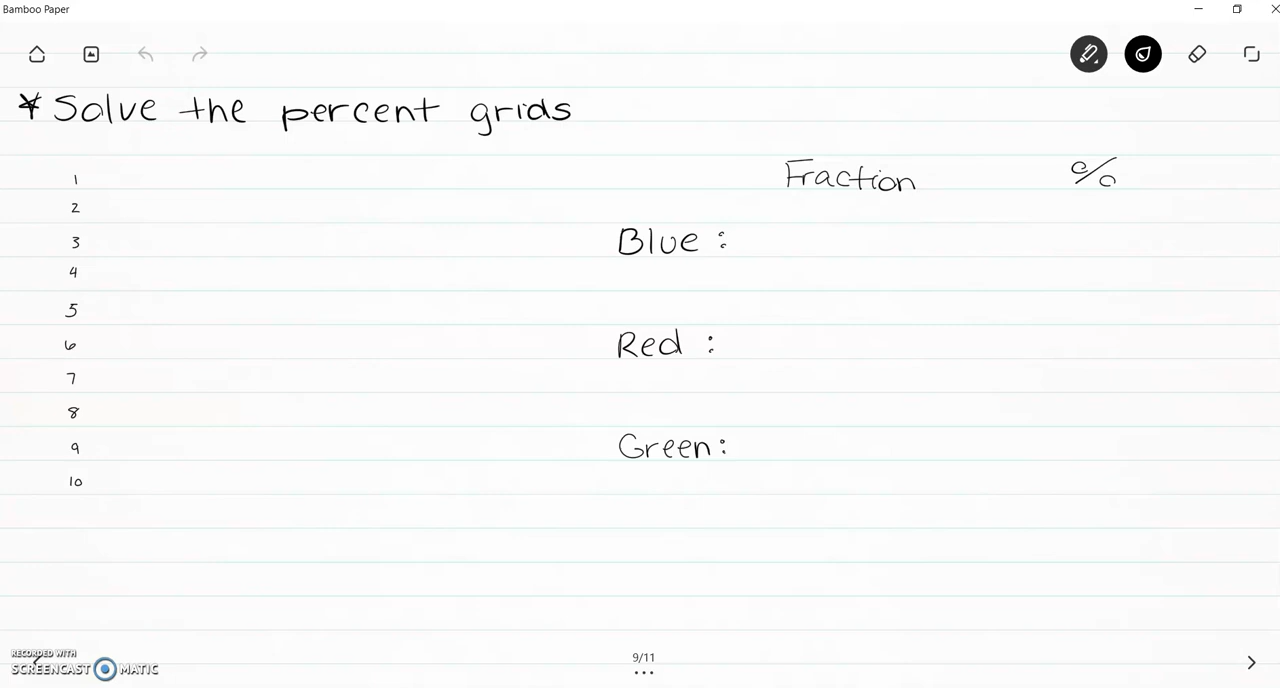 Bamboo Paper
* Solve the percent grids
Fraction %
1
2
3
Blue :
4
5
6
Red :
7
8
9
Green :
10
RECORDED WITH
SCREENCAST MATIC
9/11